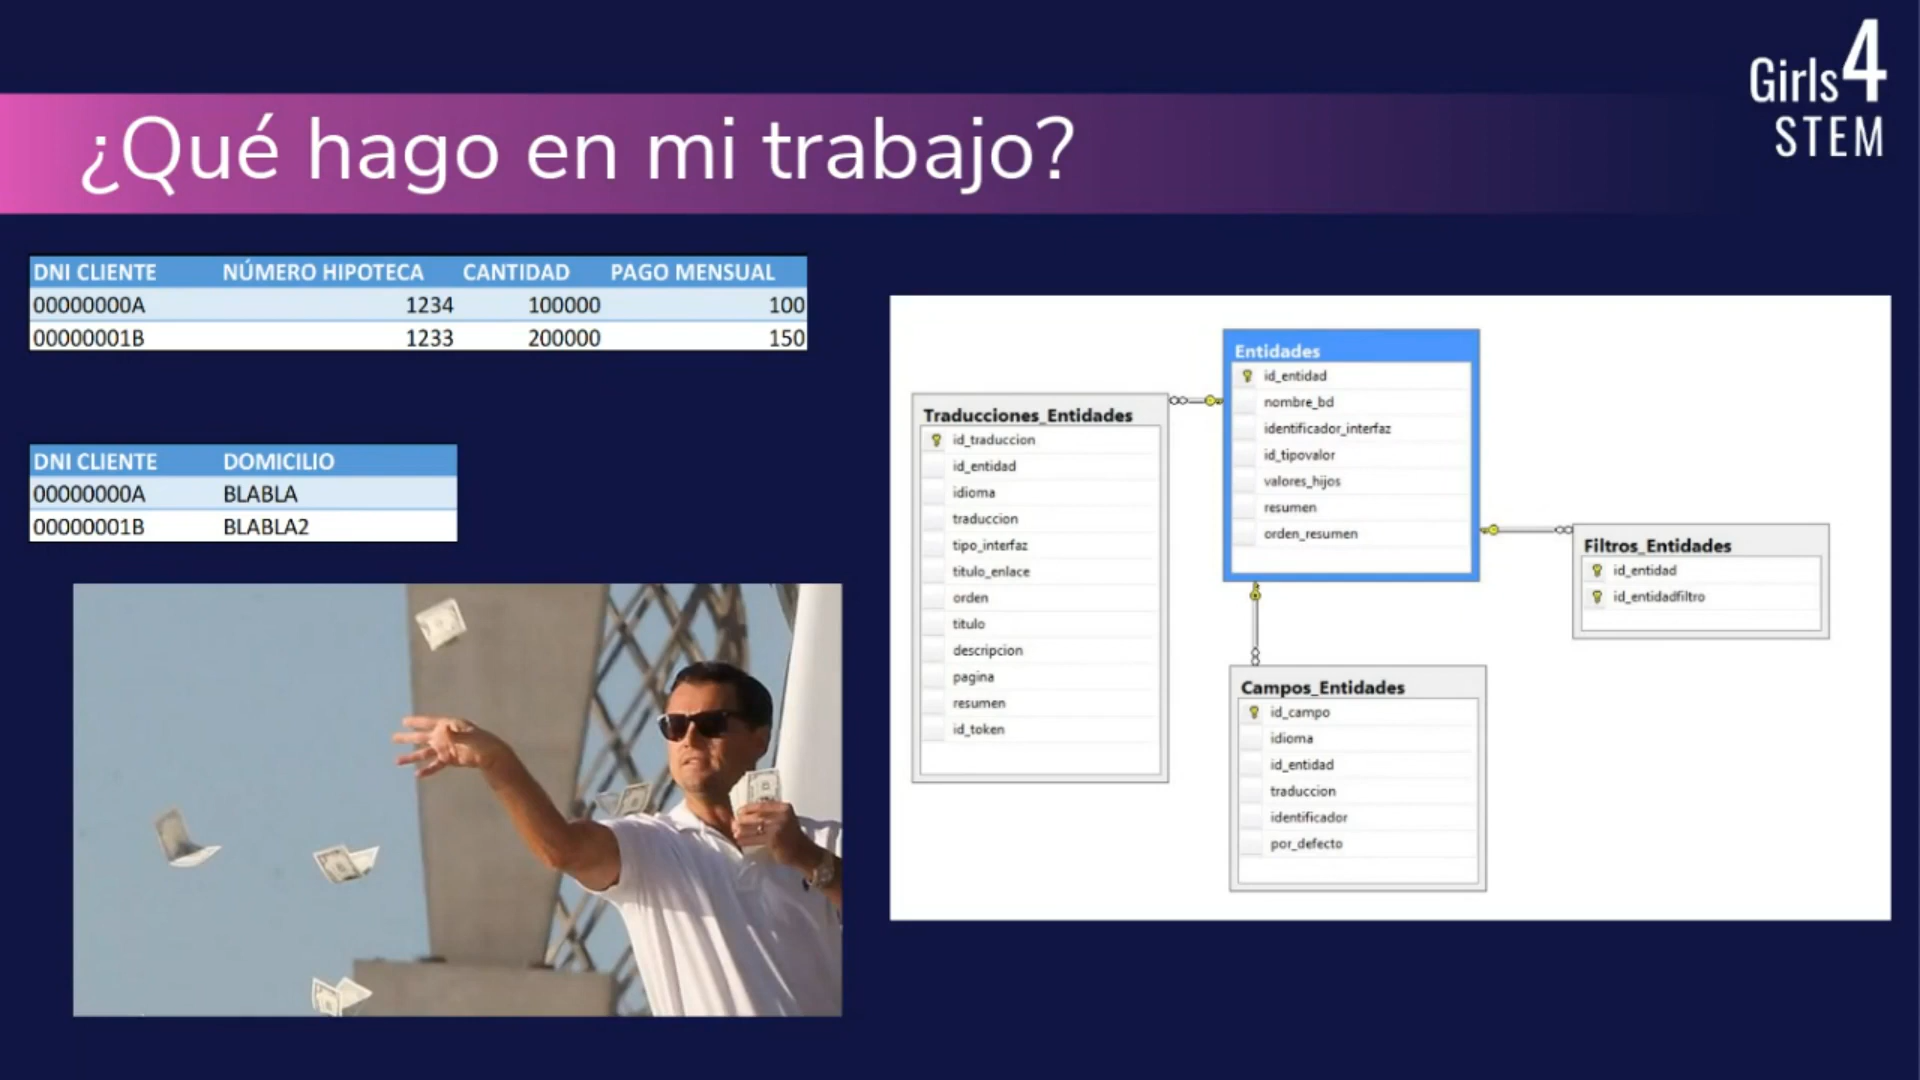 Girls4
STEM
¿Qué hago en mi trabajo?
DNI CLIENTE NÚMERO HIPOTECA CANTIDAD PAGO MENSUAL
00000000A 1234 100000 100
00000001B 1233 200000 150
DNI CLIENTE DOMICILIO
00000000A BLABLA
00000001B BLABLA2
Traducciones_Entidades
id_traduccion
id_entidad
idioma
traduccion
tipo_interfaz
titulo_enlace
orden
titulo
descripcion
pagina
resumen
id_token
Entidades
id_entidad
nombre_bd
identificador_interfaz
id_tipovalor
valores_hijos
resumen
orden_resumen
Filtros_Entidades
id_entidad
id_entidadfiltro
Campos_Entidades
id_campo
idioma
id_entidad
traduccion
identificador
por_defecto